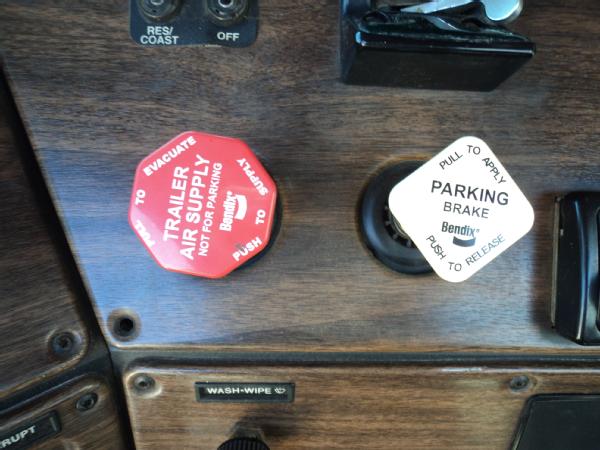 RES/
COAST
OFF
PULL TO EVACUATE
TRAILER
AIR SUPPLY
NOT FOR PARKING
Bendix®
PUSH TO SUPPLY
PULL TO APPLY
PARKING
BRAKE
Bendix®
PUSH TO RELEASE
WASH-WIPE
RUPT